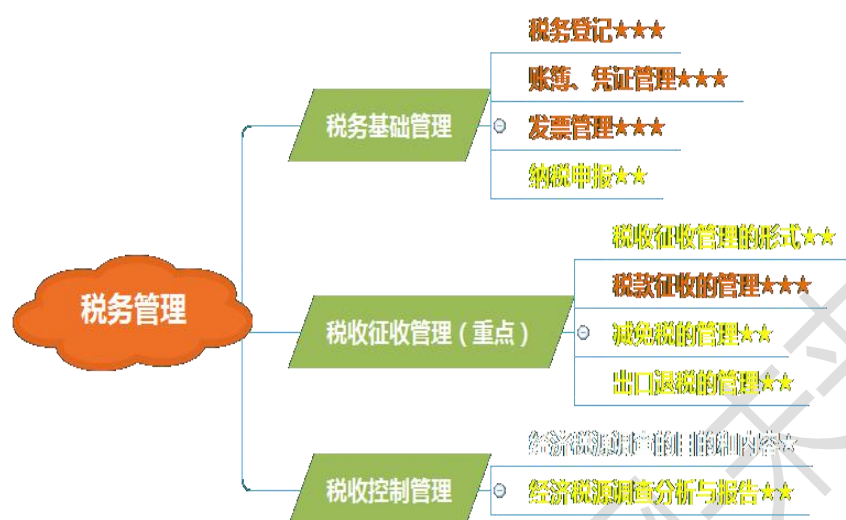 税务登记★★★
账簿、凭证管理★★★
税务基础管理
发票管理★★★
纳税申报★★
税收征收管理的形式★★
税务管理
税款征收的管理★★★
税收征收管理（重点）
减免税的管理★★
出口退税的管理★★
经济税源调查的目的和内容★
税收控制管理
经济税源调查分析与报告★★